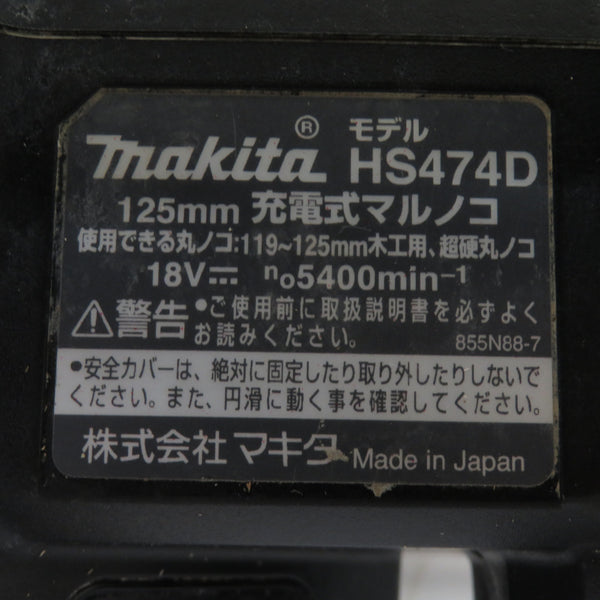 makita® モデル HS474D
125mm 充電式マルノコ
使用できる丸ノコ:119~125mm木工用、超硬丸ノコ
18V⎓ n₀5400min⁻¹
⚠警告 •ご使用前に取扱説明書を必ずよく
お読みください。 855N88-7
•安全カバーは、絶対に固定したり取り外したりしないで
ください。また、円滑に動く事を確認してください。
株式会社マキタ Made in Japan